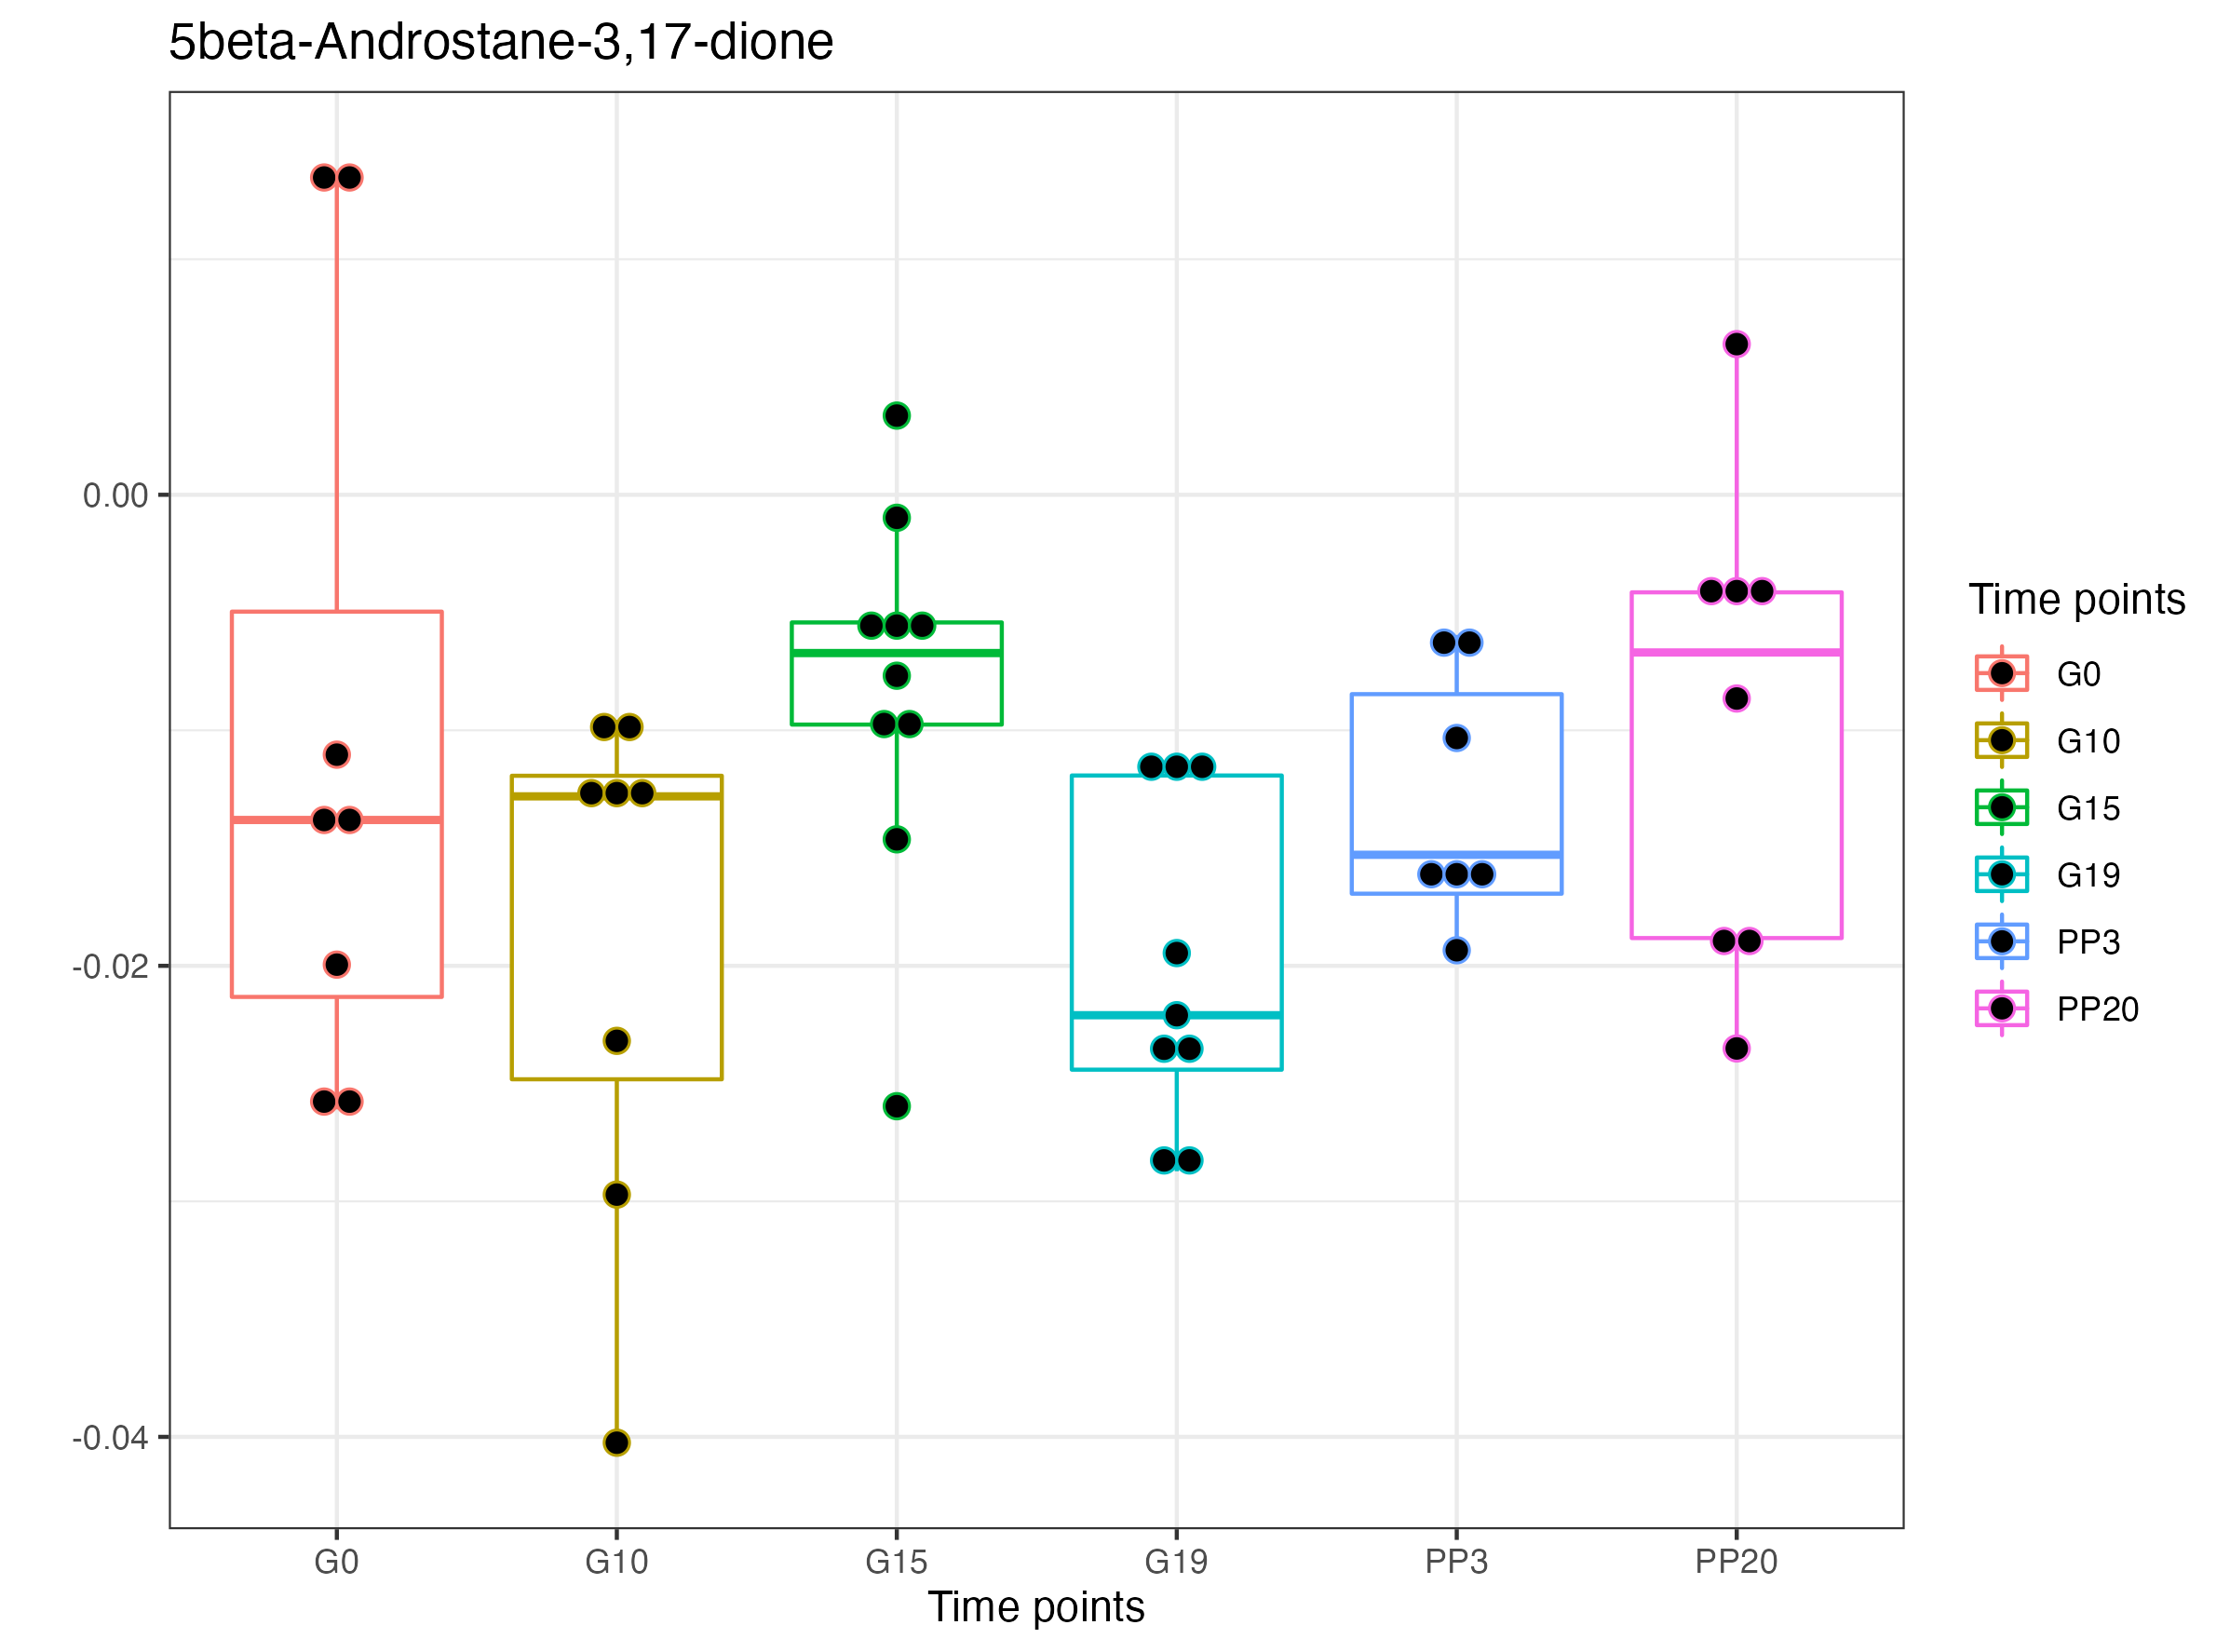 5beta-Androstane-3,17-dione
0.00
-0.02
-0.04
G0 G10 G15 G19 PP3 PP20
Time points
Time points
G0
G10
G15
G19
PP3
PP20